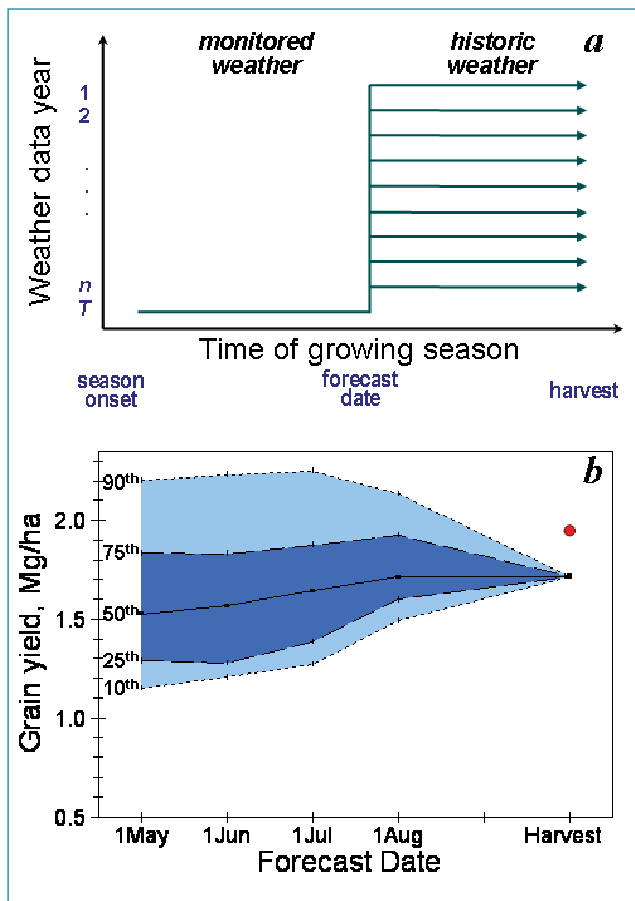 monitored
weather
historic
weather
a
Weather data year
1
2
.
.
.
n
T
Time of growing season
season
onset
forecast
date
harvest
b
Grain yield, Mg/ha
2.0
1.5
1.0
0.5
90th
75th
50th
25th
10th
1May
1Jun
1Jul
1Aug
Harvest
Forecast Date